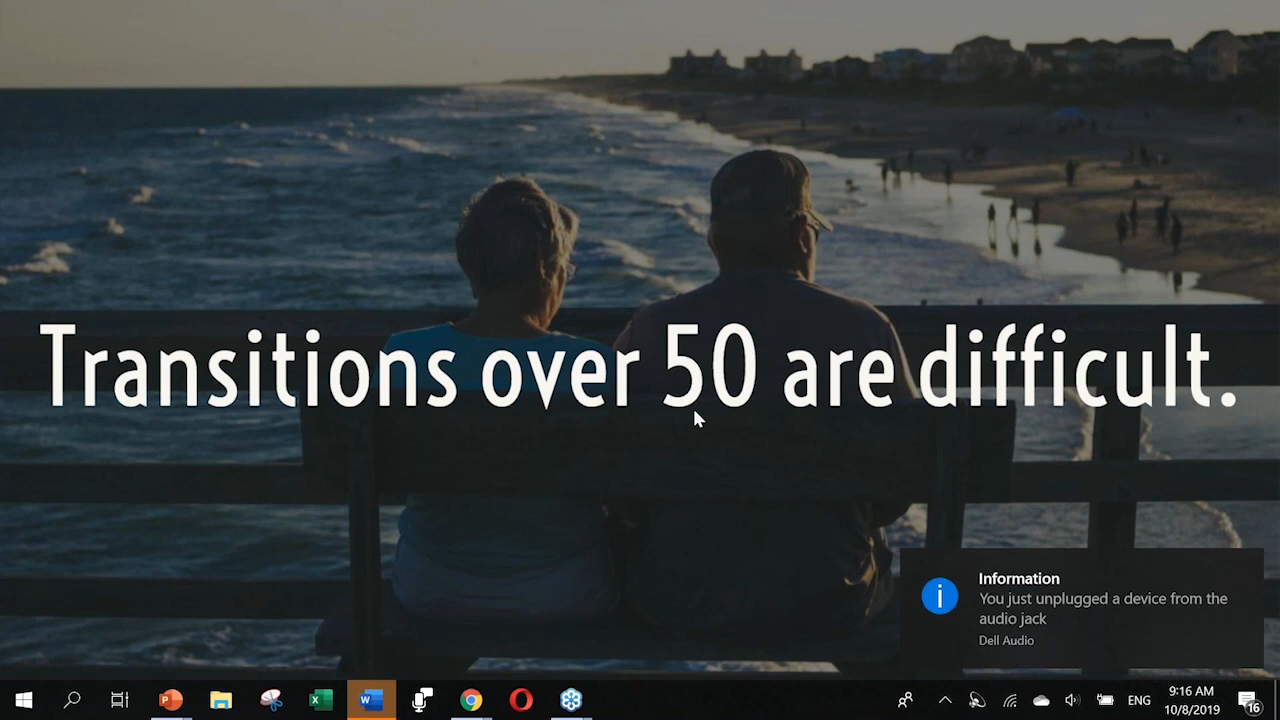 Transitions over 50 are difficult.
Information
You just unplugged a device from the
audio jack
Dell Audio
P
X
W
ENG
9:16 AM
10/8/2019
16